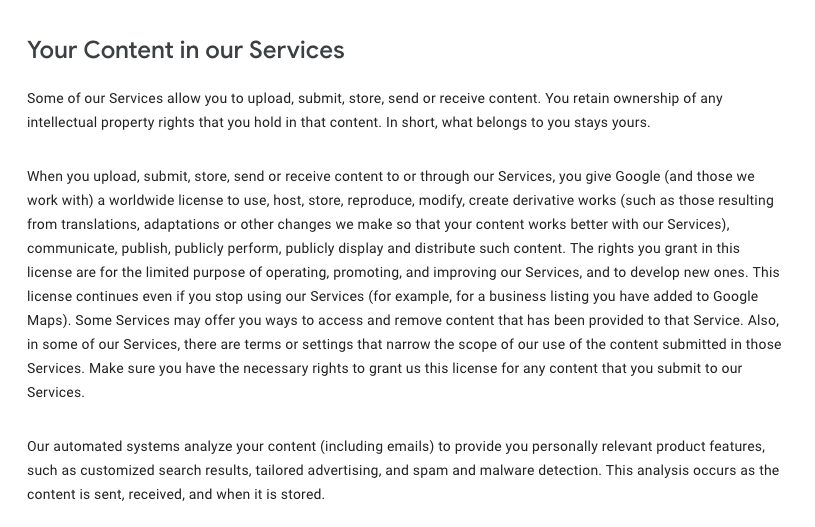 Your Content in our Services
Some of our Services allow you to upload, submit, store, send or receive content. You retain ownership of any
intellectual property rights that you hold in that content. In short, what belongs to you stays yours.
When you upload, submit, store, send or receive content to or through our Services, you give Google (and those we
work with) a worldwide license to use, host, store, reproduce, modify, create derivative works (such as those resulting
from translations, adaptations or other changes we make so that your content works better with our Services),
communicate, publish, publicly perform, publicly display and distribute such content. The rights you grant in this
license are for the limited purpose of operating, promoting, and improving our Services, and to develop new ones. This
license continues even if you stop using our Services (for example, for a business listing you have added to Google
Maps). Some Services may offer you ways to access and remove content that has been provided to that Service. Also,
in some of our Services, there are terms or settings that narrow the scope of our use of the content submitted in those
Services. Make sure you have the necessary rights to grant us this license for any content that you submit to our
Services.
Our automated systems analyze your content (including emails) to provide you personally relevant product features,
such as customized search results, tailored advertising, and spam and malware detection. This analysis occurs as the
content is sent, received, and when it is stored.